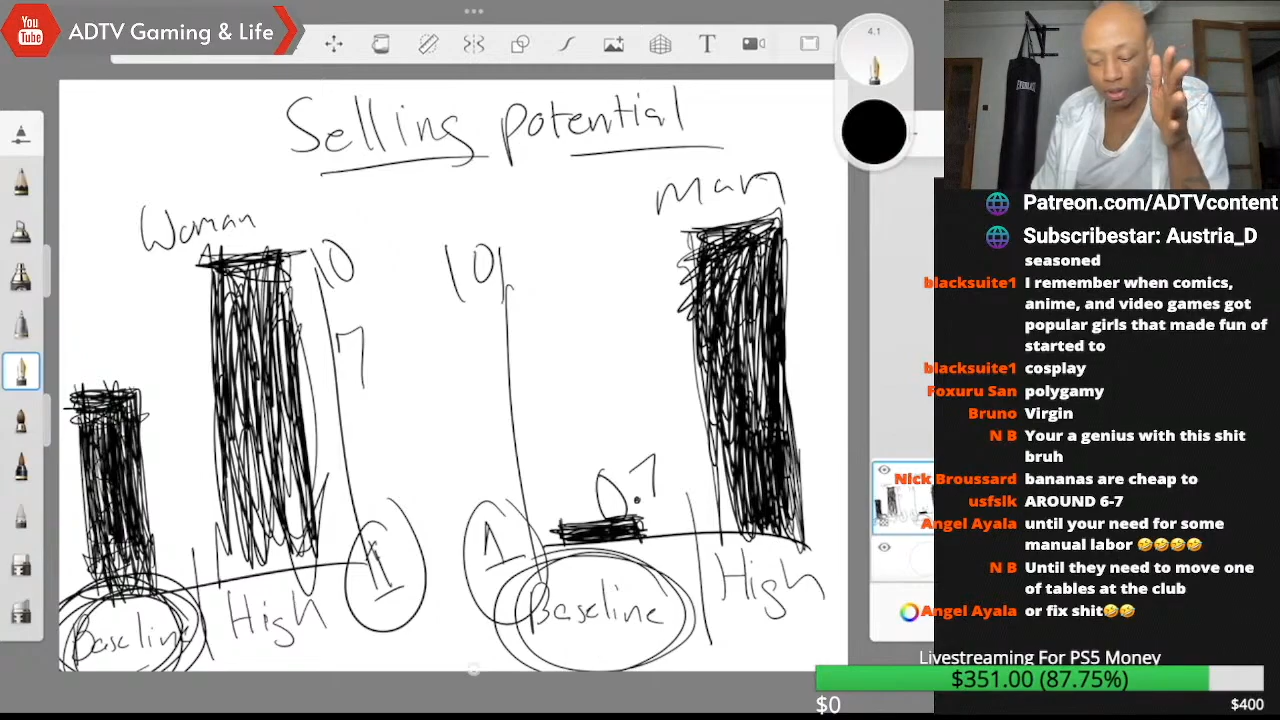 You
Tube
ADTV Gaming & Life
T
4.1
Selling potential
Woman
Man
10
10
7
0.7
1
1
Baseline
High
Baseline
High
EVERLAST
Patreon.com/ADTVcontent
Subscribestar: Austria_D
seasoned
blacksuite1 I remember when comics,
anime, and video games got
popular girls that made fun of
started to
blacksuite1 cosplay
Foxuru San polygamy
Bruno Virgin
N B Your a genius with this shit
bruh
Nick Broussard bananas are cheap to
usfslk AROUND 6-7
Angel Ayala until your need for some
manual labor 🤣🤣🤣🤣
N B Until they need to move one
of tables at the club
Angel Ayala or fix shit🤣🤣
Livestreaming For PS5 Money
$351.00 (87.75%)
$0
$400